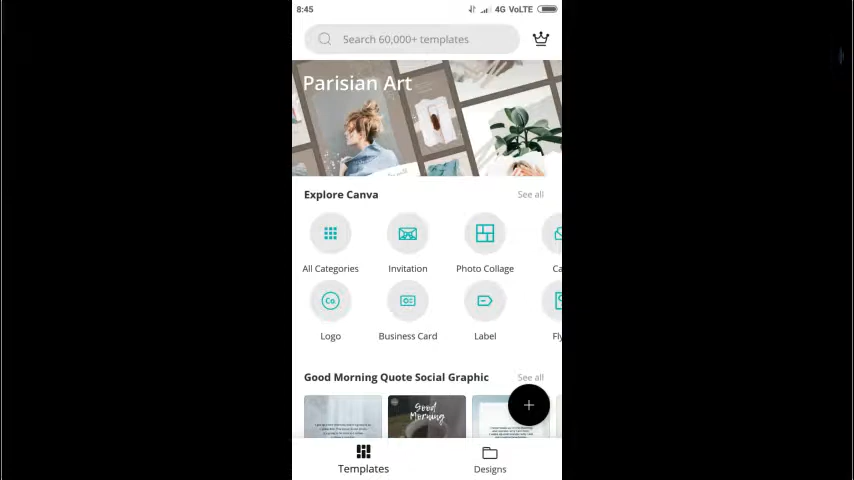 8:45
4G VoLTE
Search 60,000+ templates
Parisian Art
Explore Canva
See all
All Categories
Invitation
Photo Collage
Ca
Co.
Logo
Business Card
Label
Fly
Good Morning Quote Social Graphic
See all
Good
Morning
+
Templates
Designs